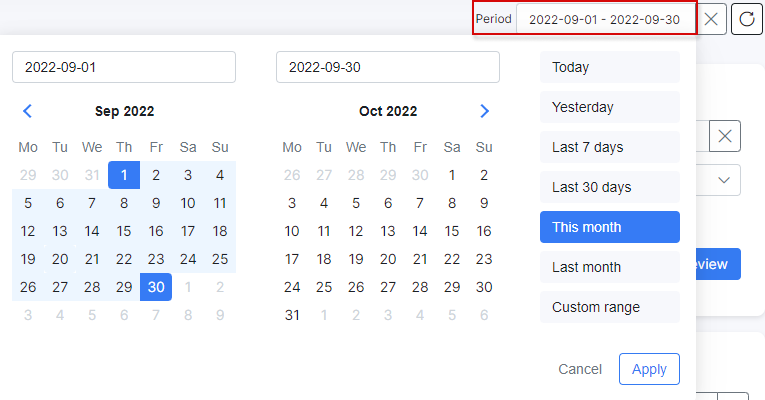 Period 2022-09-01 - 2022-09-30
2022-09-01
2022-09-30
Sep 2022
Mo Tu We Th Fr Sa Su
29 30 31 1 2 3 4
5 6 7 8 9 10 11
12 13 14 15 16 17 18
19 20 21 22 23 24 25
26 27 28 29 30 1 2
3 4 5 6 7 8 9
Oct 2022
Mo Tu We Th Fr Sa Su
26 27 28 29 30 1 2
3 4 5 6 7 8 9
10 11 12 13 14 15 16
17 18 19 20 21 22 23
24 25 26 27 28 29 30
31 1 2 3 4 5 6
Today
Yesterday
Last 7 days
Last 30 days
This month
Last month
Custom range
Cancel Apply